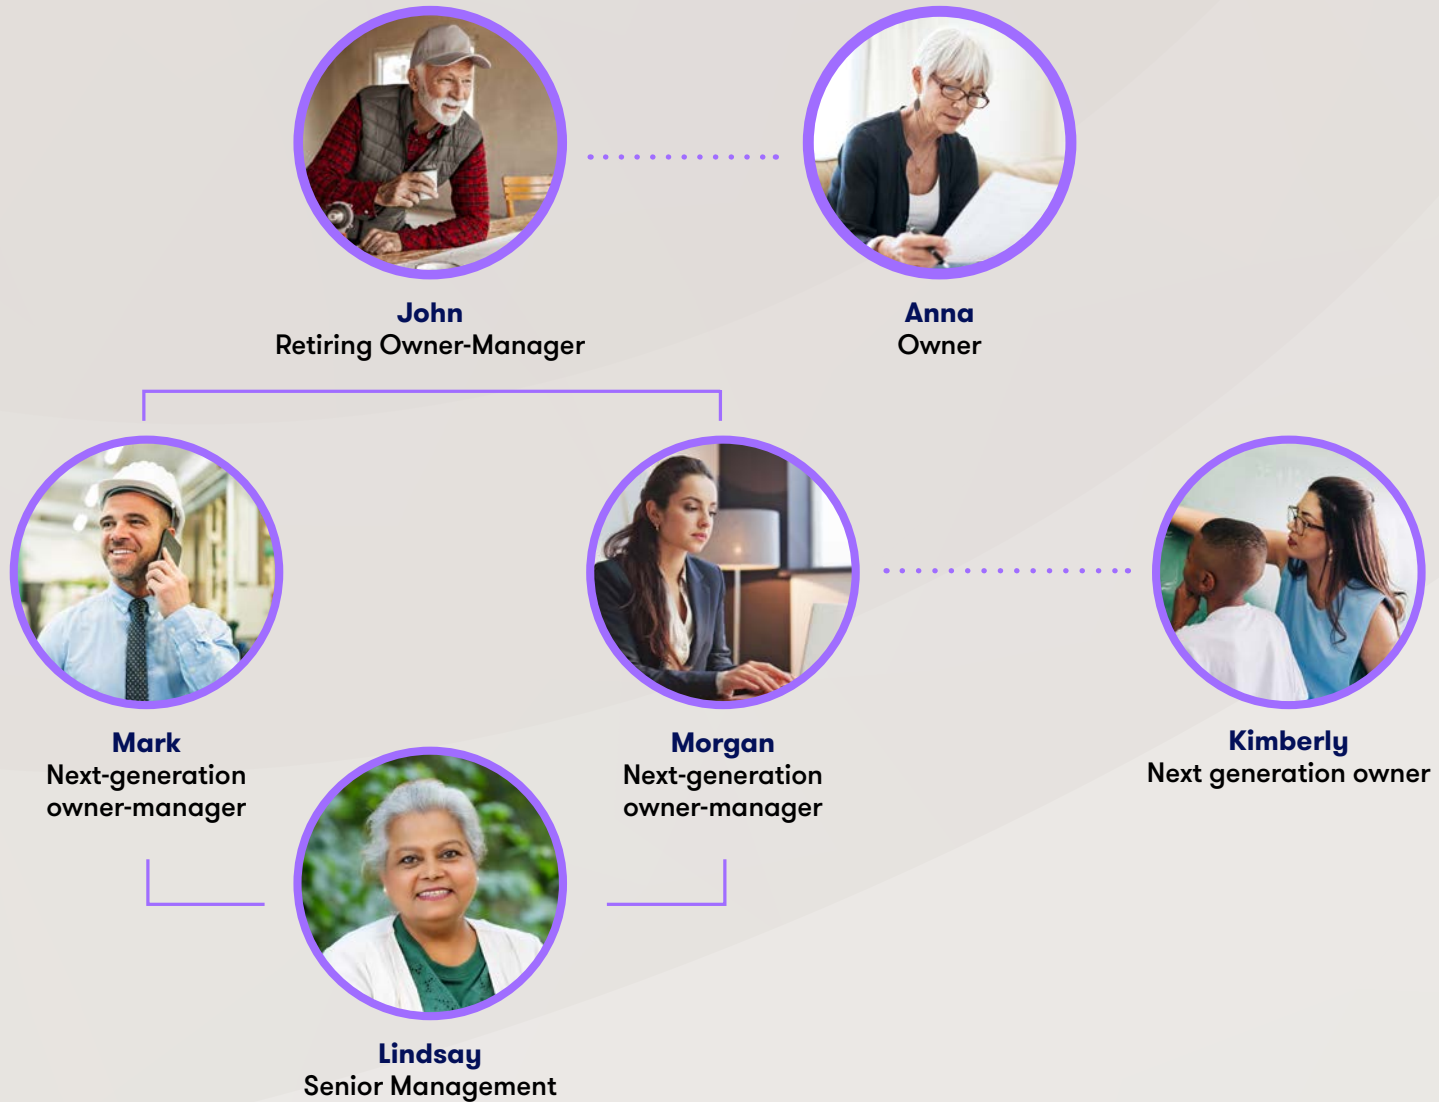 John
Retiring Owner-Manager
Anna
Owner
Mark
Next-generation
owner-manager
Morgan
Next-generation
owner-manager
Kimberly
Next generation owner
Lindsay
Senior Management